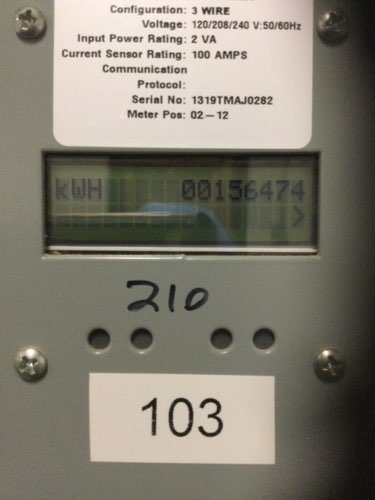 Configuration: 3 WIRE
Voltage: 120/208/240 V:50/60Hz
Input Power Rating: 2 VA
Current Sensor Rating: 100 AMPS
Communication
Protocol:
Serial No: 1319TMAJ0282
Meter Pos: 02-12
kWH 00156474
>
210
103